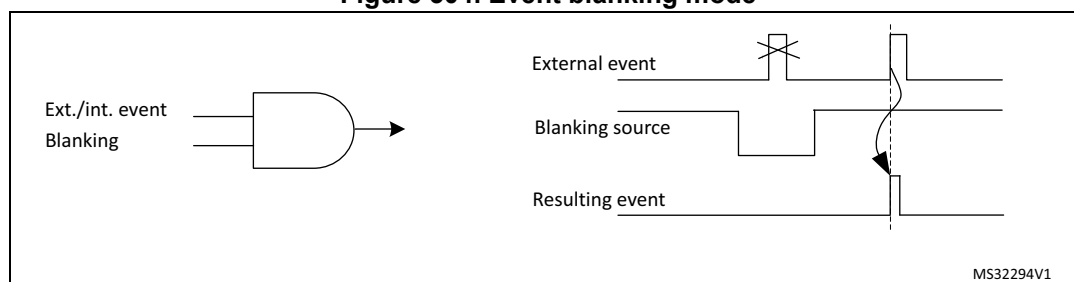 External event
Ext./int. event
Blanking
Blanking source
Resulting event
MS32294V1